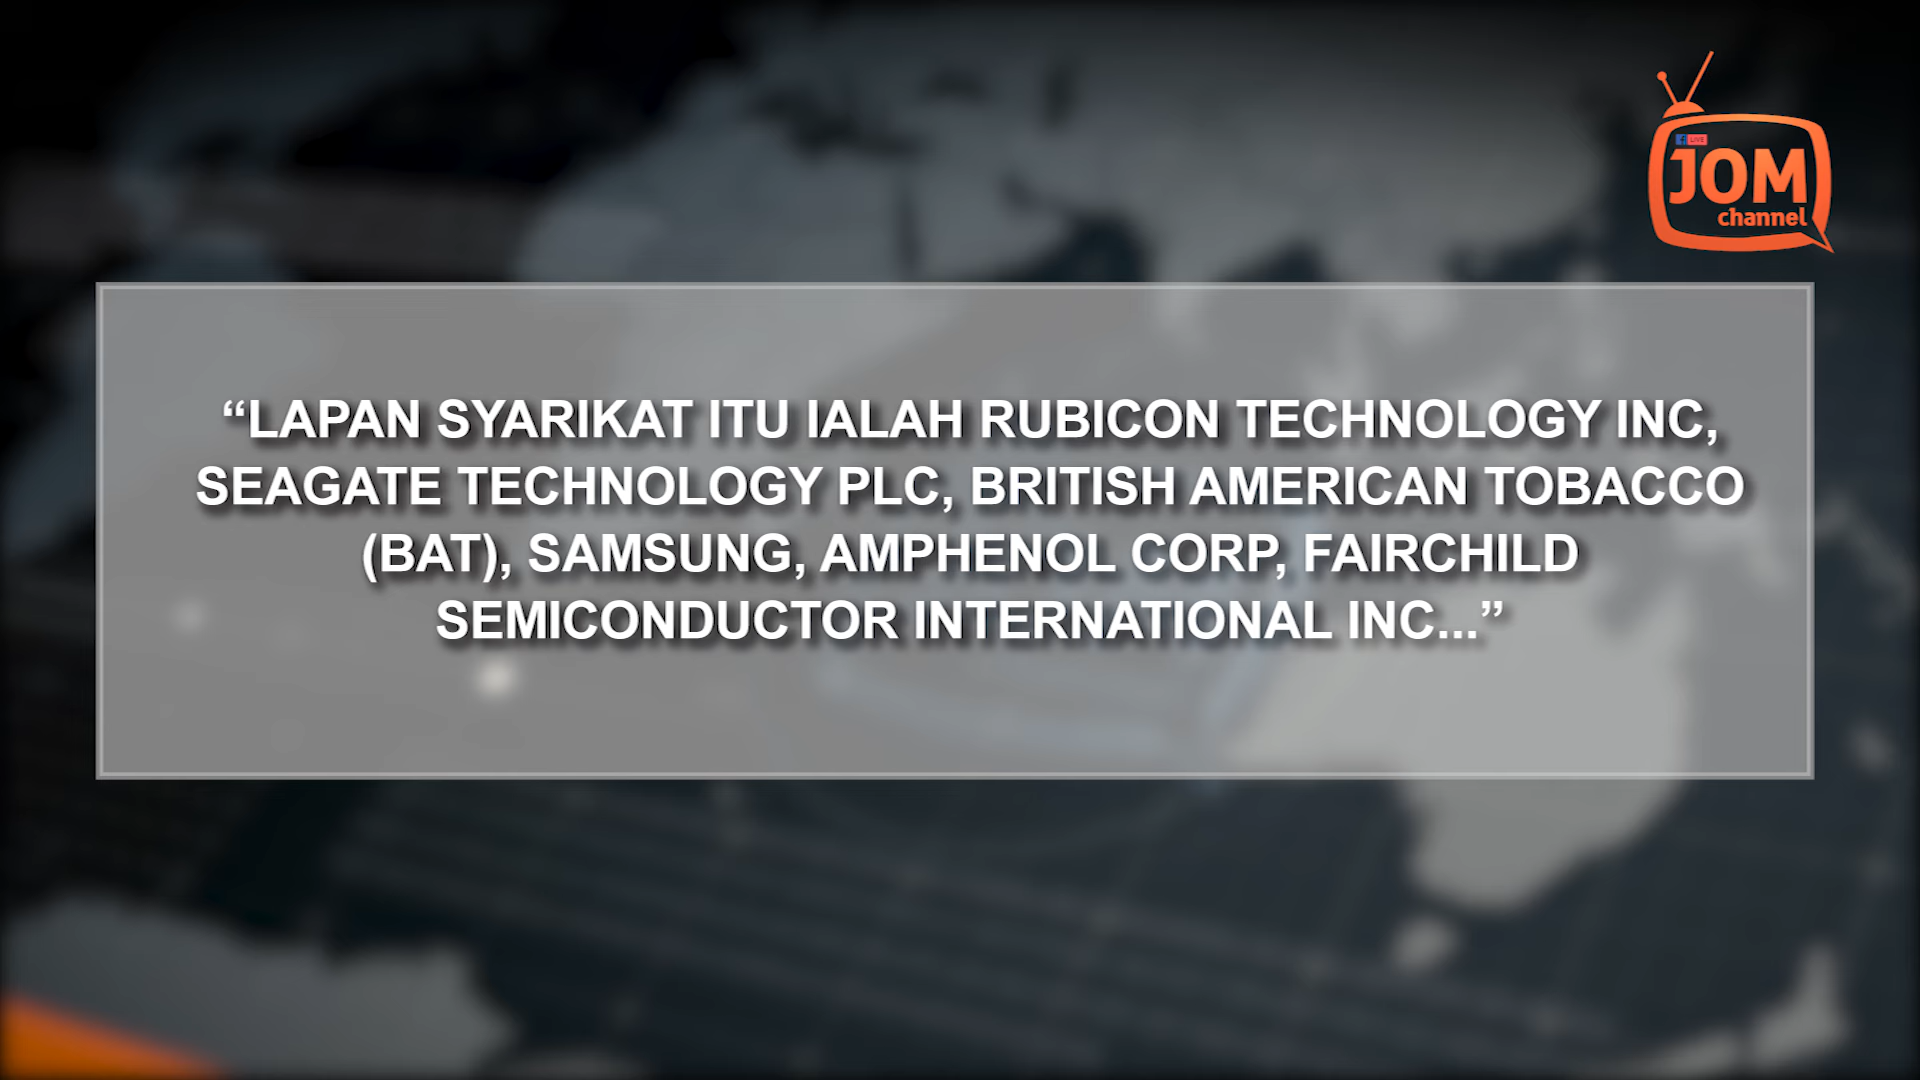 LIVE
JOM
channel
“LAPAN SYARIKAT ITU IALAH RUBICON TECHNOLOGY INC,
SEAGATE TECHNOLOGY PLC, BRITISH AMERICAN TOBACCO
(BAT), SAMSUNG, AMPHENOL CORP, FAIRCHILD
SEMICONDUCTOR INTERNATIONAL INC...”